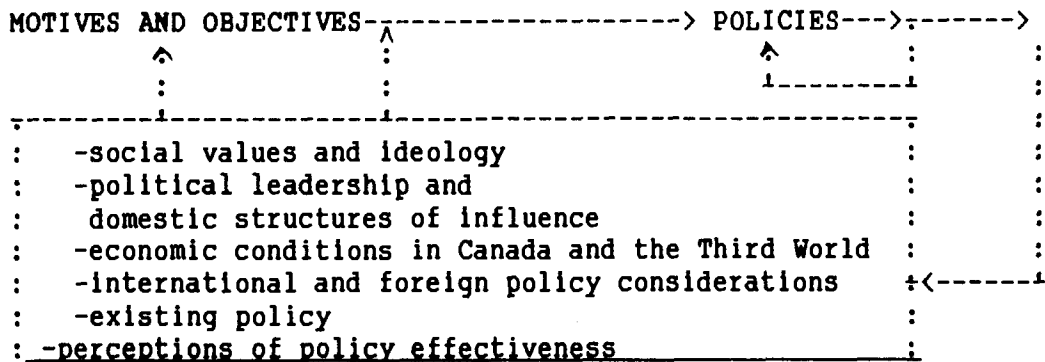 MOTIVES AND OBJECTIVES-----------------------> POLICIES--->------->
-social values and ideology
-political leadership and
domestic structures of influence
-economic conditions in Canada and the Third World
-international and foreign policy considerations
-existing policy
-perceptions of policy effectiveness